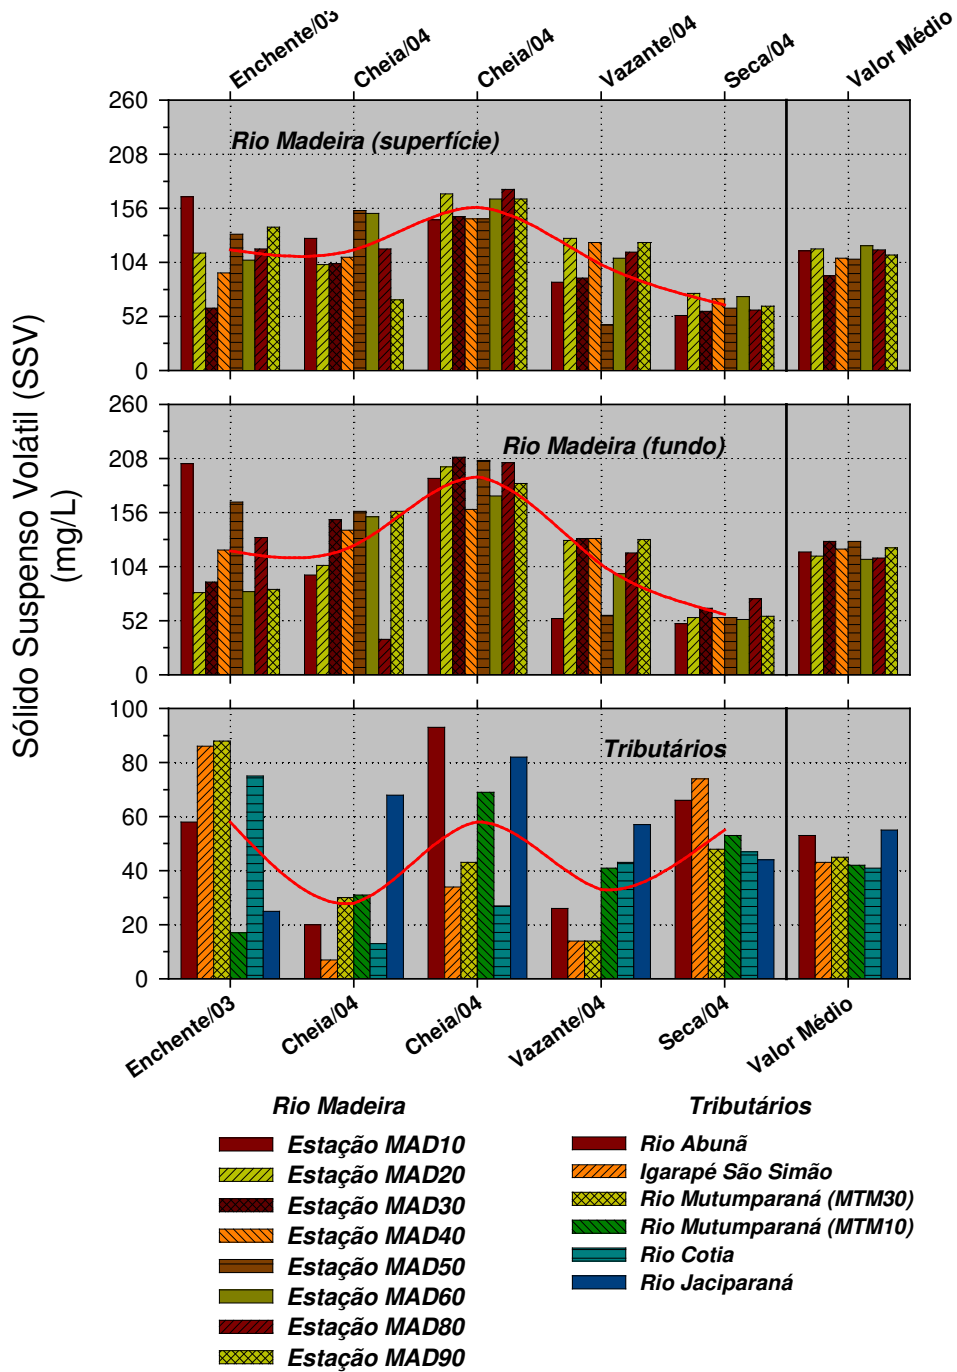 Enchente/03
Cheia/04
Cheia/04
Vazante/04
Seca/04
Valor Médio
Sólido Suspenso Volátil (SSV)
(mg/L)
260
208
156
104
52
0
Rio Madeira (superfície)
260
208
156
104
52
0
Rio Madeira (fundo)
100
80
60
40
20
0
Tributários
Enchente/03
Cheia/04
Cheia/04
Vazante/04
Seca/04
Valor Médio
Rio Madeira
Estação MAD10
Estação MAD20
Estação MAD30
Estação MAD40
Estação MAD50
Estação MAD60
Estação MAD80
Estação MAD90
Tributários
Rio Abunã
Igarapé São Simão
Rio Mutumparaná (MTM30)
Rio Mutumparaná (MTM10)
Rio Cotia
Rio Jaciparaná